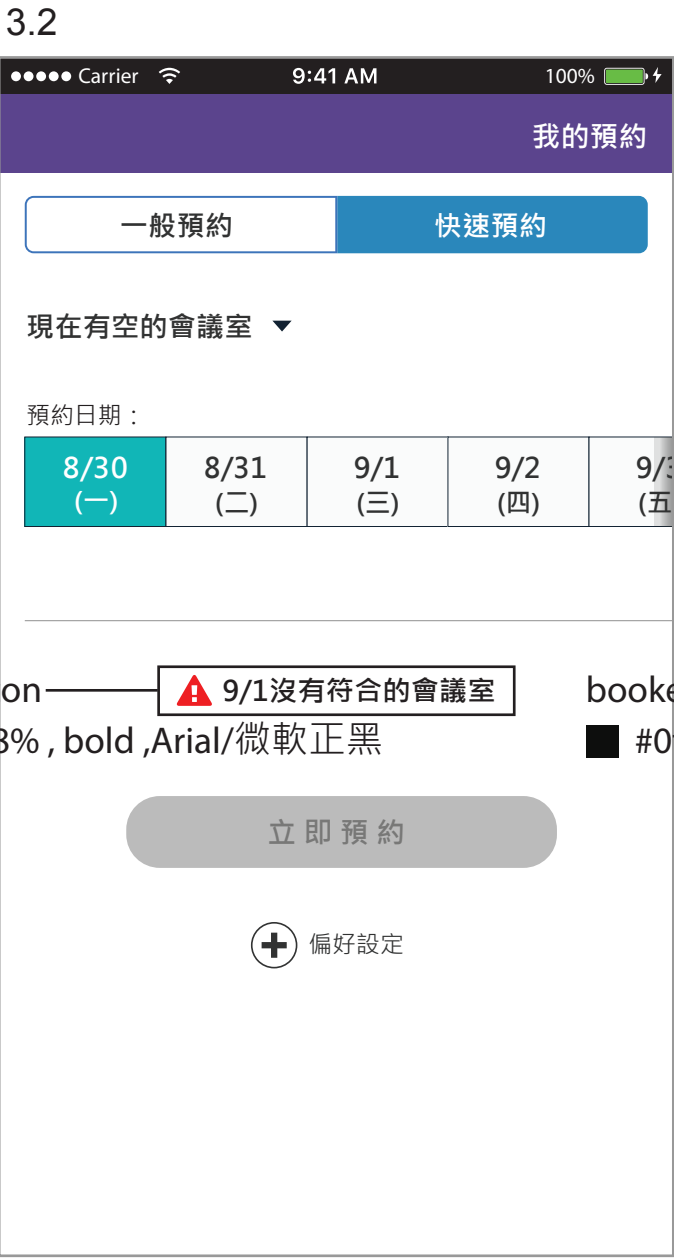 3.2
Carrier 9:41 AM 100%
我的預約
一般預約 快速預約
現在有空的會議室
預約日期：
8/30 8/31 9/1 9/2 9/
(一) (二) (三) (四) (五
on 9/1沒有符合的會議室 booke
% , bold ,Arial/微軟正黑 #0
立即預約
偏好設定